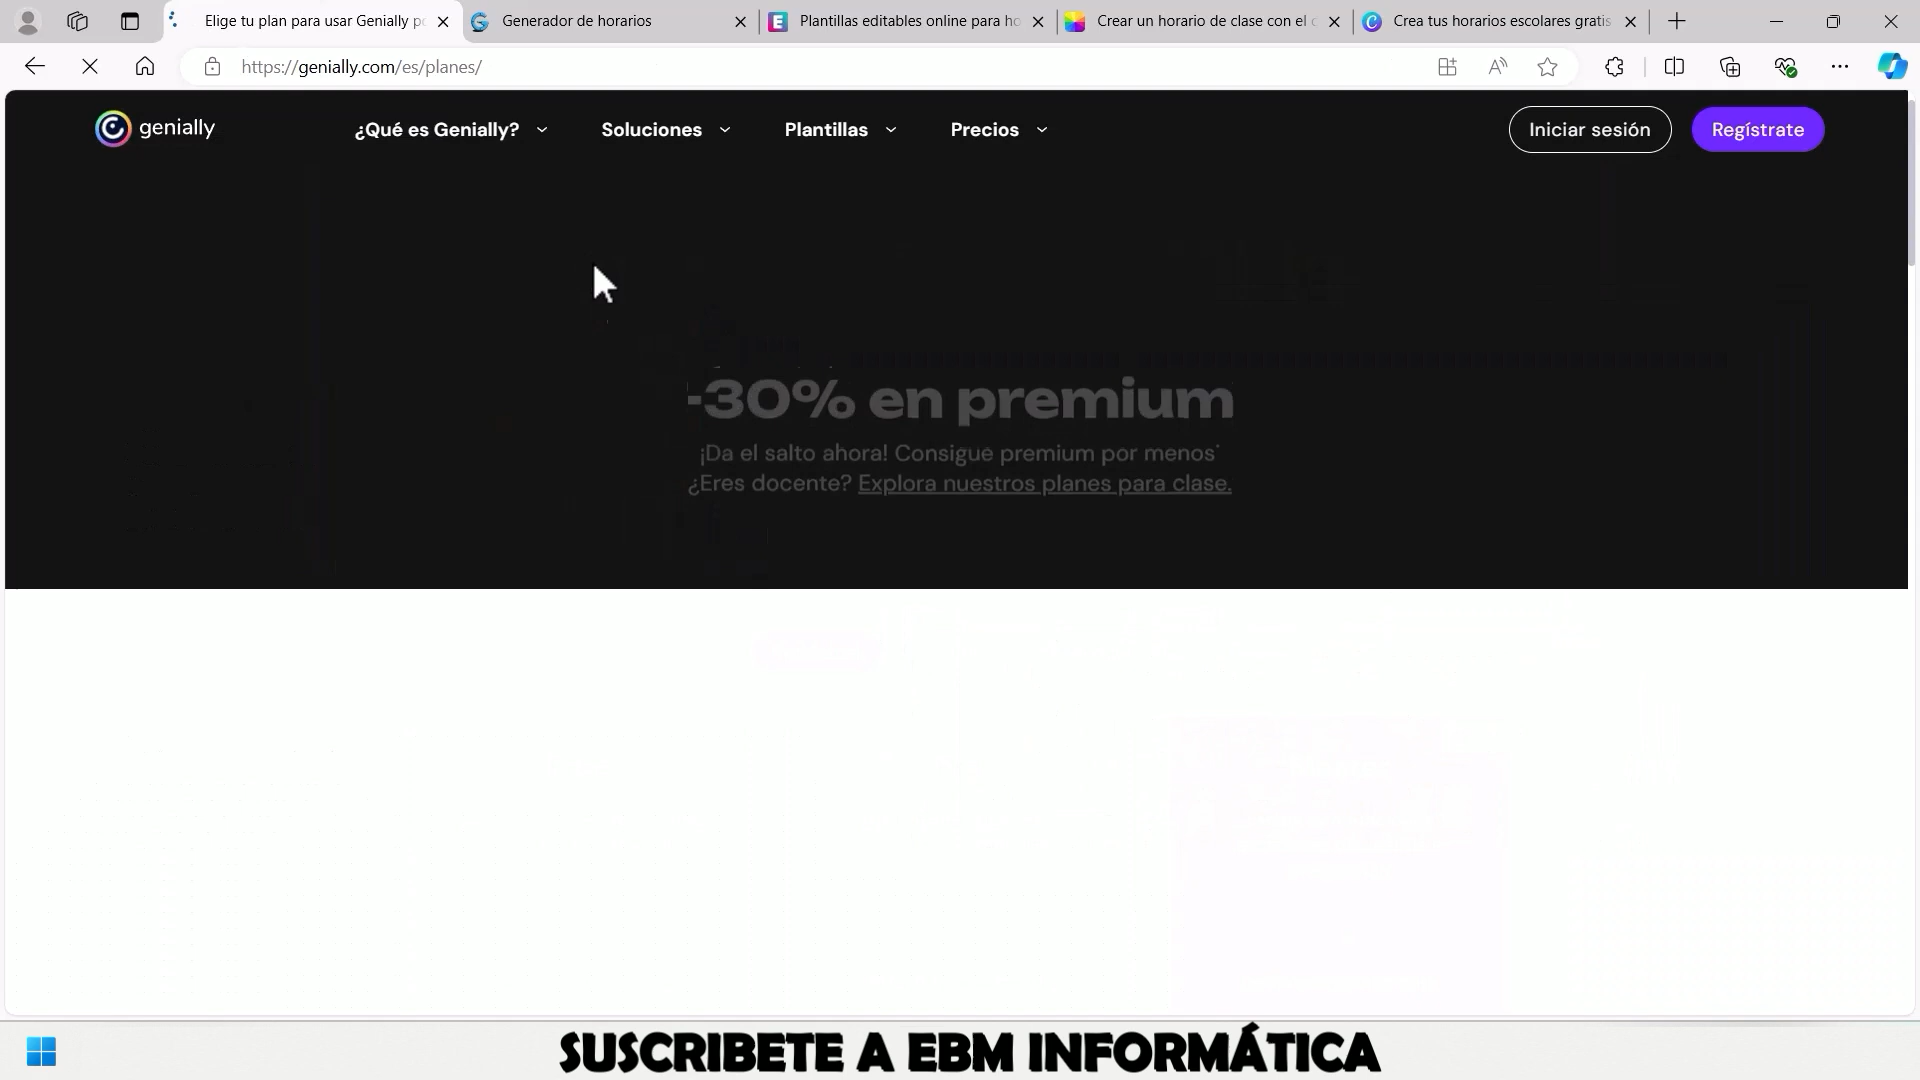 Elige tu plan para usar Genially p
Generador de horarios
Plantillas editables online para ho
Crear un horario de clase con el c
Crea tus horarios escolares gratis
https://genially.com/es/planes/
genially
¿Qué es Genially?
Soluciones
Plantillas
Precios
Iniciar sesión
Regístrate
-30% en premium
¡Da el salto ahora! Consigue premium por menos*
¿Eres docente? Explora nuestros planes para clase.
SUSCRIBETE A EBM INFORMÁTICA